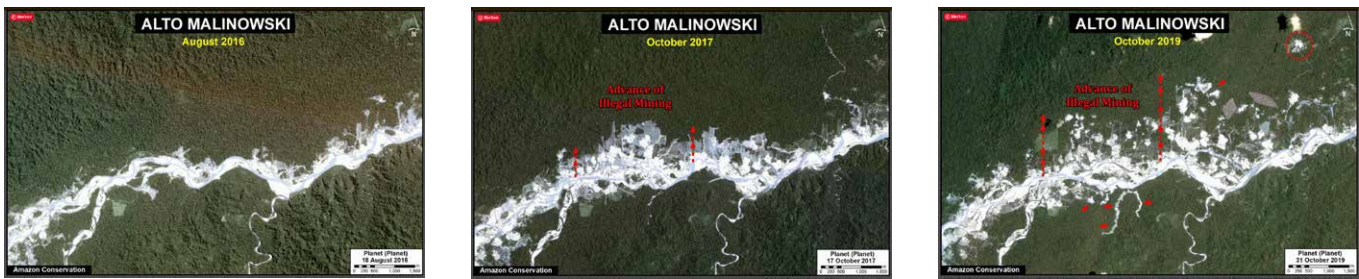 ALTO MALINOWSKI
August 2016
N
Planet (Planet)
18 August 2016
Amazon Conservation
ALTO MALINOWSKI
October 2017
N
Advance of
Illegal Mining
Planet (Planet)
17 October 2017
Amazon Conservation
ALTO MALINOWSKI
October 2019
N
Advance of
Illegal Mining
Planet (Planet)
31 October 2019
Amazon Conservation